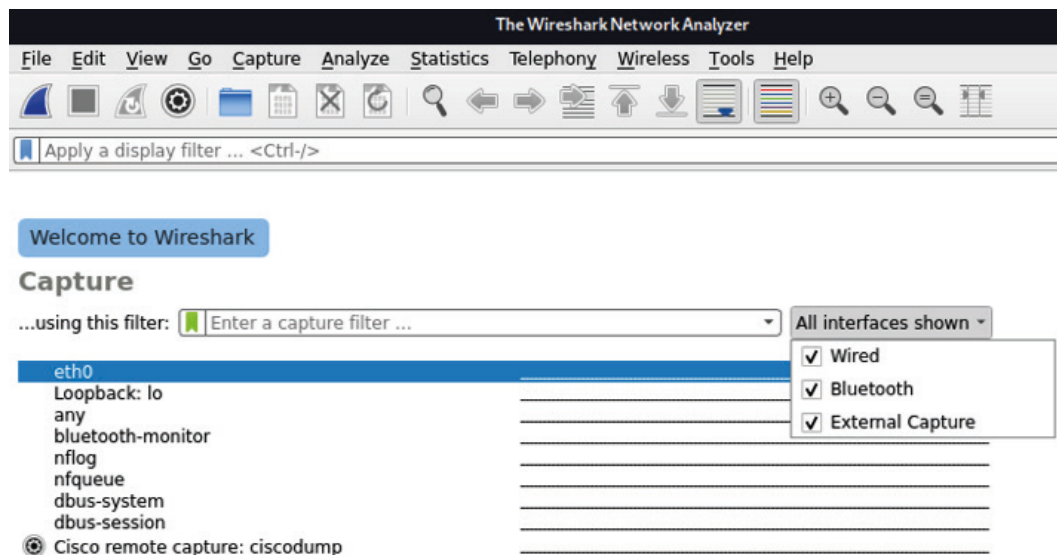 The Wireshark Network Analyzer
File Edit View Go Capture Analyze Statistics Telephony Wireless Tools Help
Apply a display filter ... <Ctrl-/>
Welcome to Wireshark
Capture
...using this filter: Enter a capture filter ... All interfaces shown
Wired
Bluetooth
External Capture
eth0
Loopback: lo
any
bluetooth-monitor
nflog
nfqueue
dbus-system
dbus-session
Cisco remote capture: ciscodump